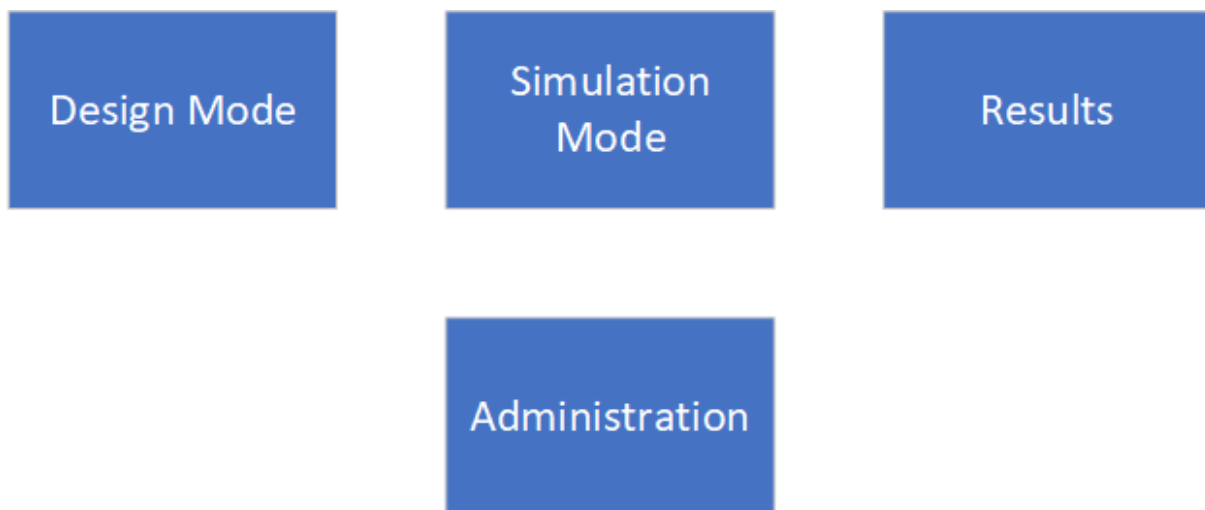 Design Mode
Simulation
Mode
Results
Administration